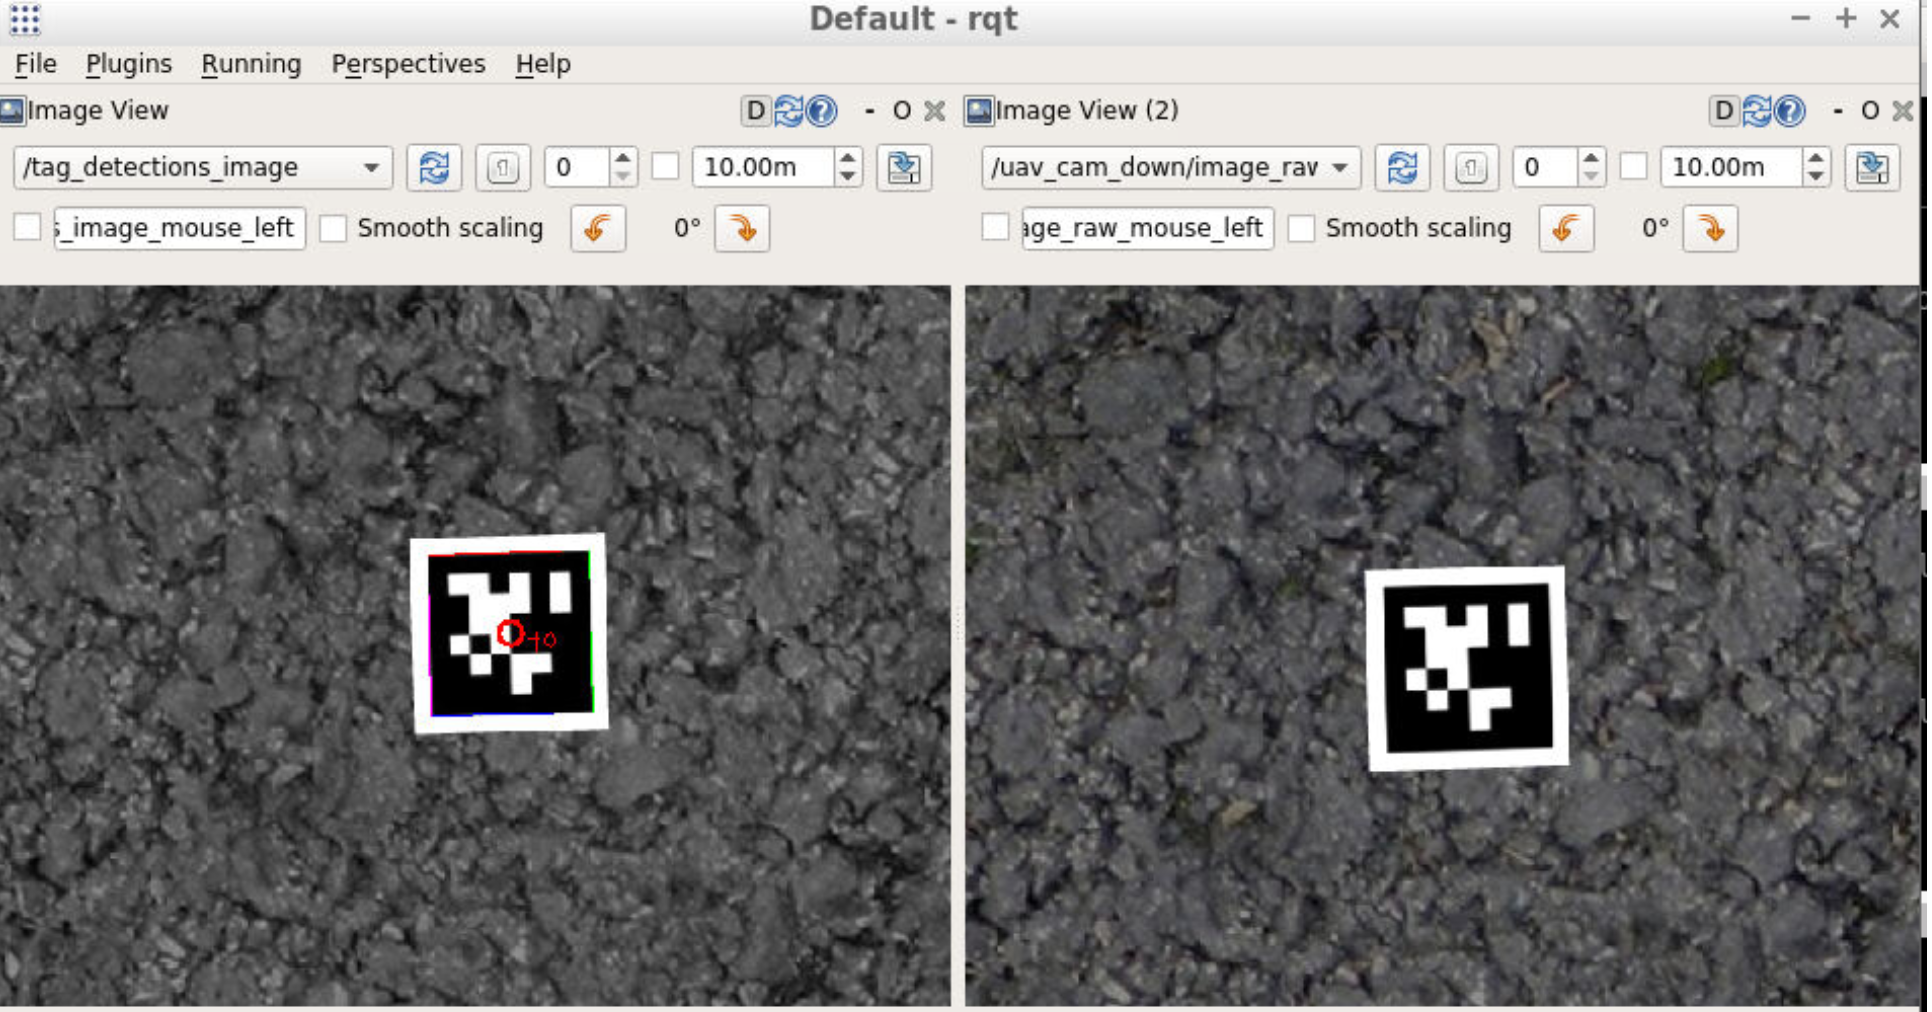 Default - rqt
File Plugins Running Perspectives Help
Image View D - O
/tag_detections_image 0 10.00m
s_image_mouse_left Smooth scaling 0°
Image View (2) D - O
/uav_cam_down/image_rav 0 10.00m
age_raw_mouse_left Smooth scaling 0°